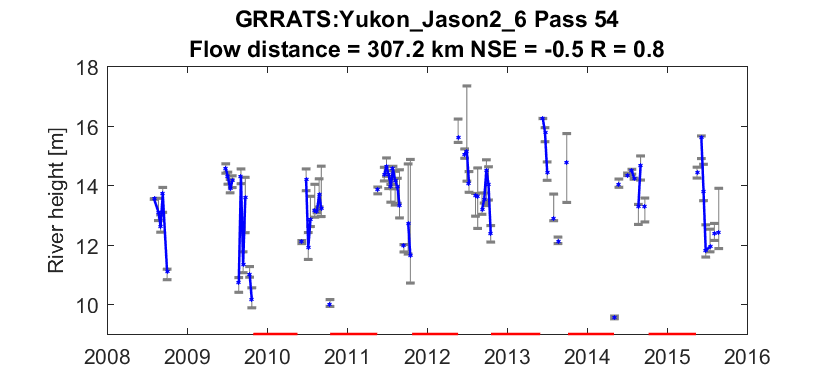 GRRATS:Yukon_Jason2_6 Pass 54
Flow distance = 307.2 km NSE = -0.5 R = 0.8
River height [m]
18
16
14
12
10
2008 2009 2010 2011 2012 2013 2014 2015 2016